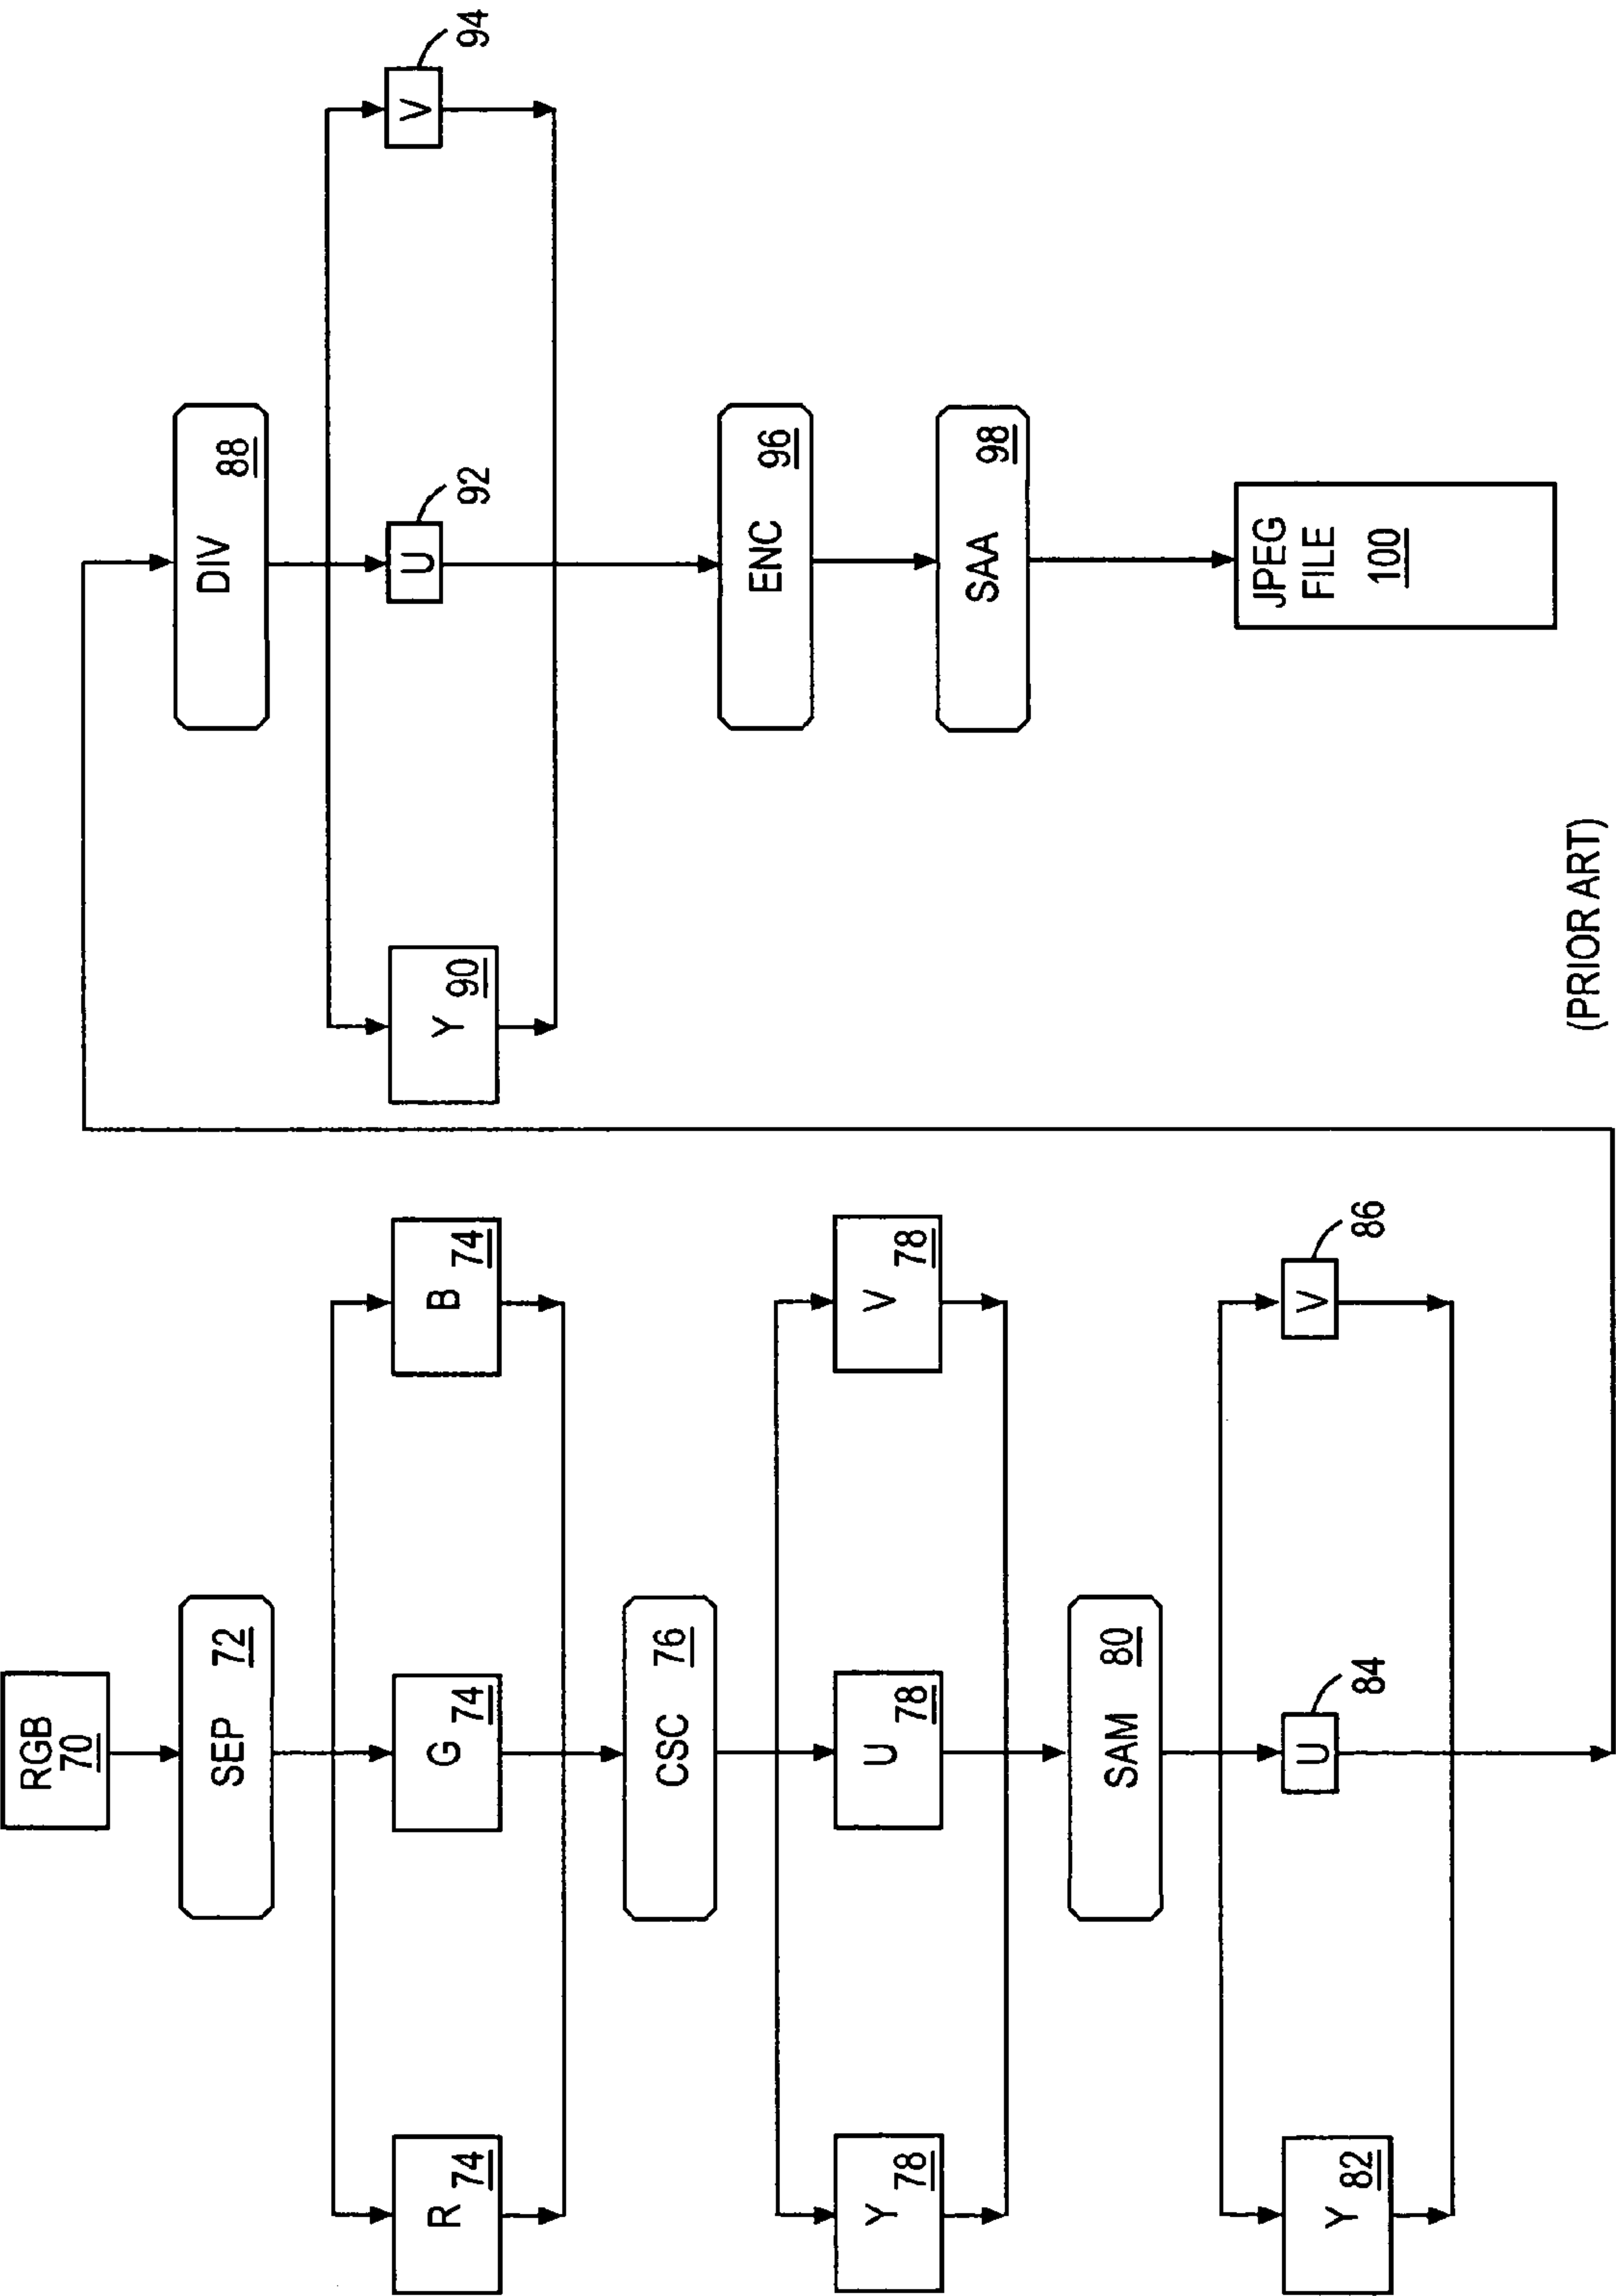 RGB
70
SEP 72
R 74
G 74
B 74
CSC 76
Y 78
U 78
V 78
SAM 80
Y 82
U
84
V
86
DIV 88
Y 90
U
92
V
94
ENC 96
SAA 98
JPEG
FILE
100
(PRIOR ART)